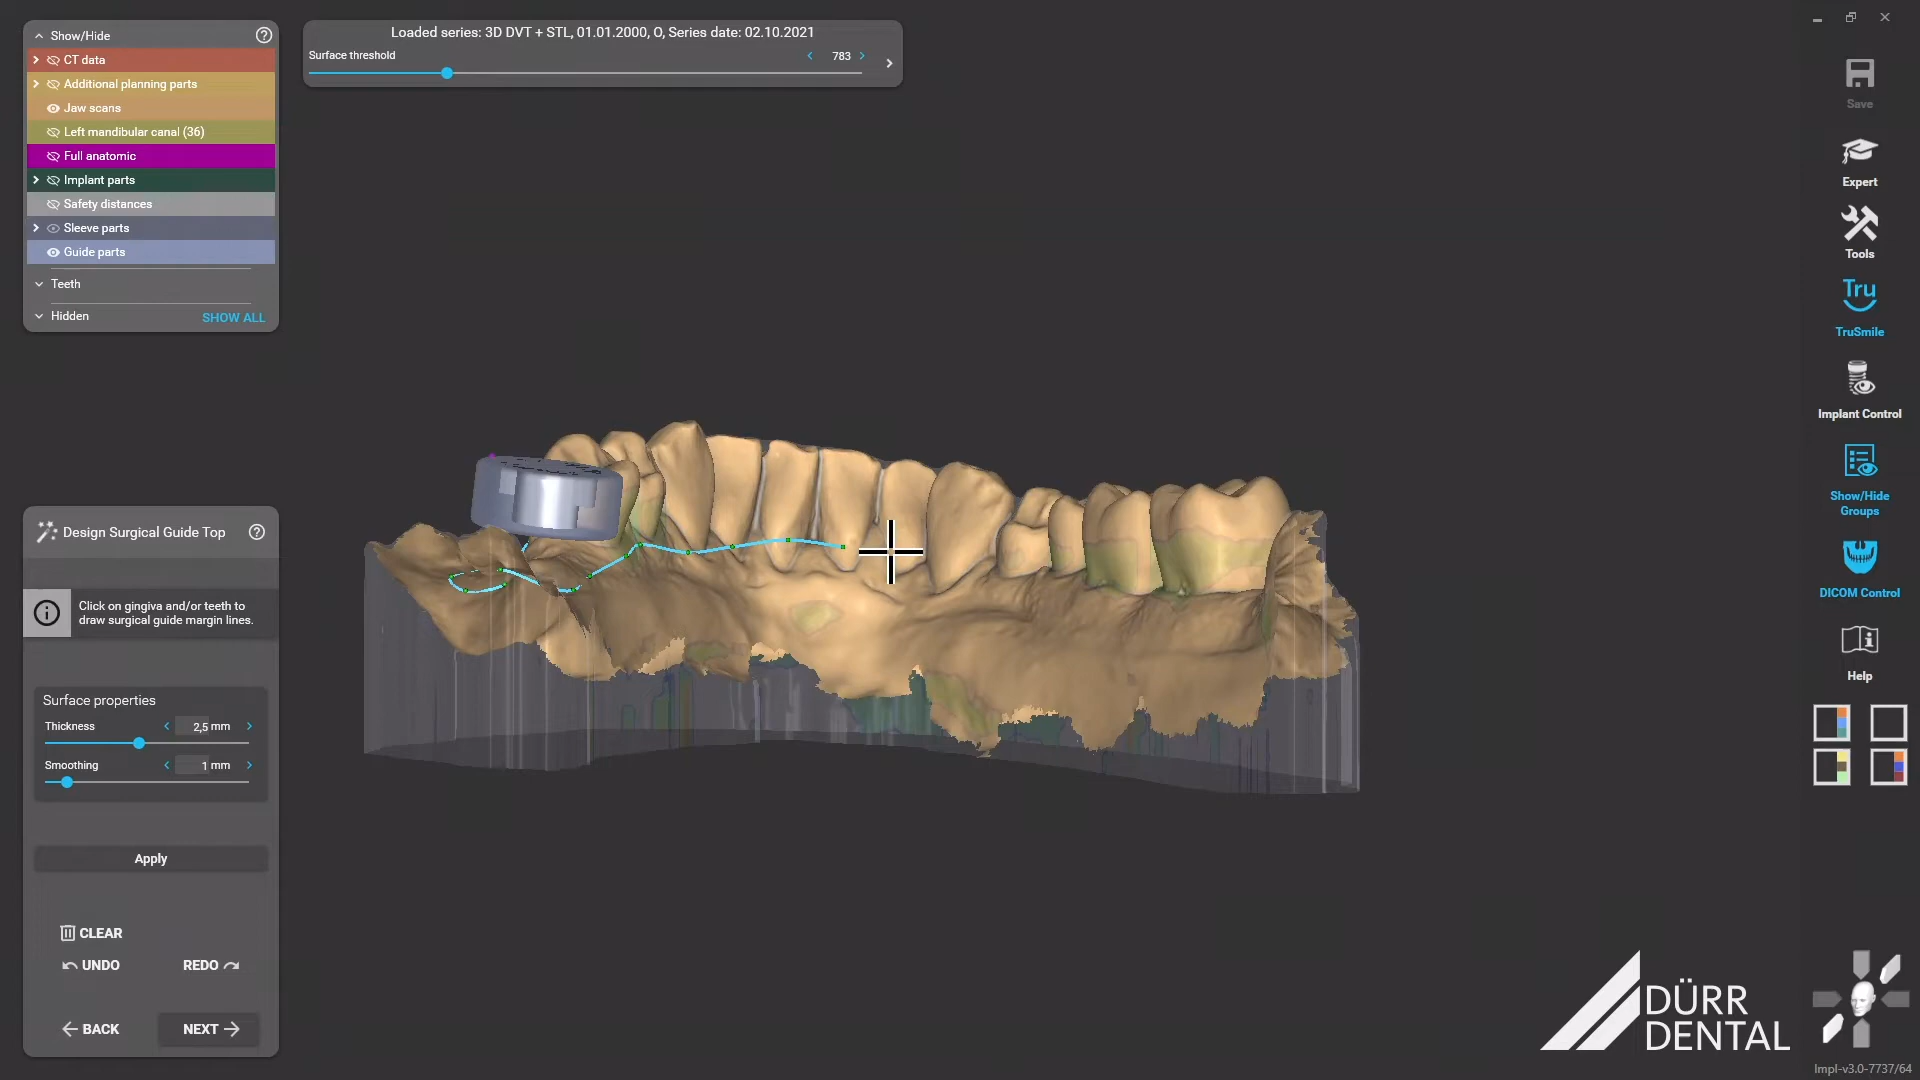 Show/Hide
CT data
Additional planning parts
Jaw scans
Left mandibular canal (36)
Full anatomic
Implant parts
Safety distances
Sleeve parts
Guide parts
Teeth
Hidden
SHOW ALL
Loaded series: 3D DVT + STL, 01.01.2000, O, Series date: 02.10.2021
Surface threshold
783
Design Surgical Guide Top
Click on gingiva and/or teeth to
draw surgical guide margin lines.
Surface properties
Thickness
2,5 mm
Smoothing
1 mm
Apply
CLEAR
UNDO
REDO
BACK
NEXT
Save
Expert
Tools
Tru
TruSmile
Implant Control
Show/Hide
Groups
DICOM Control
Help
DÜRR
DENTAL
Impl-v3.0-7737/64